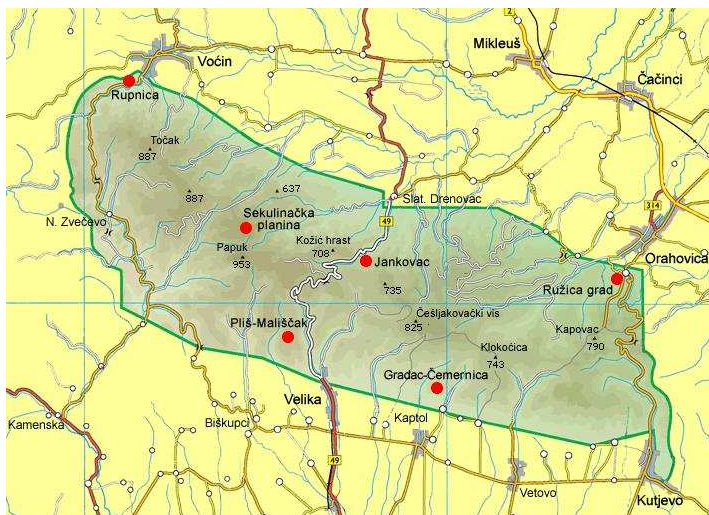 2
Voćin
Mikleuš
Čačinci
Rupnica
Točak
887
887
637
Slat. Drenovac
314
N. Zvečevo
Sekulinačka
planina
49
Kožić hrast
708
Papuk
953
Jankovac
Orahovica
735
Ružica grad
Češljakovački vis
825
Pliš-Mališčak
Kapovac
790
Klokočica
743
Gradac-Čemernica
Velika
Kamenska
Biškupci
Kaptol
49
Vetovo
Kutjevo